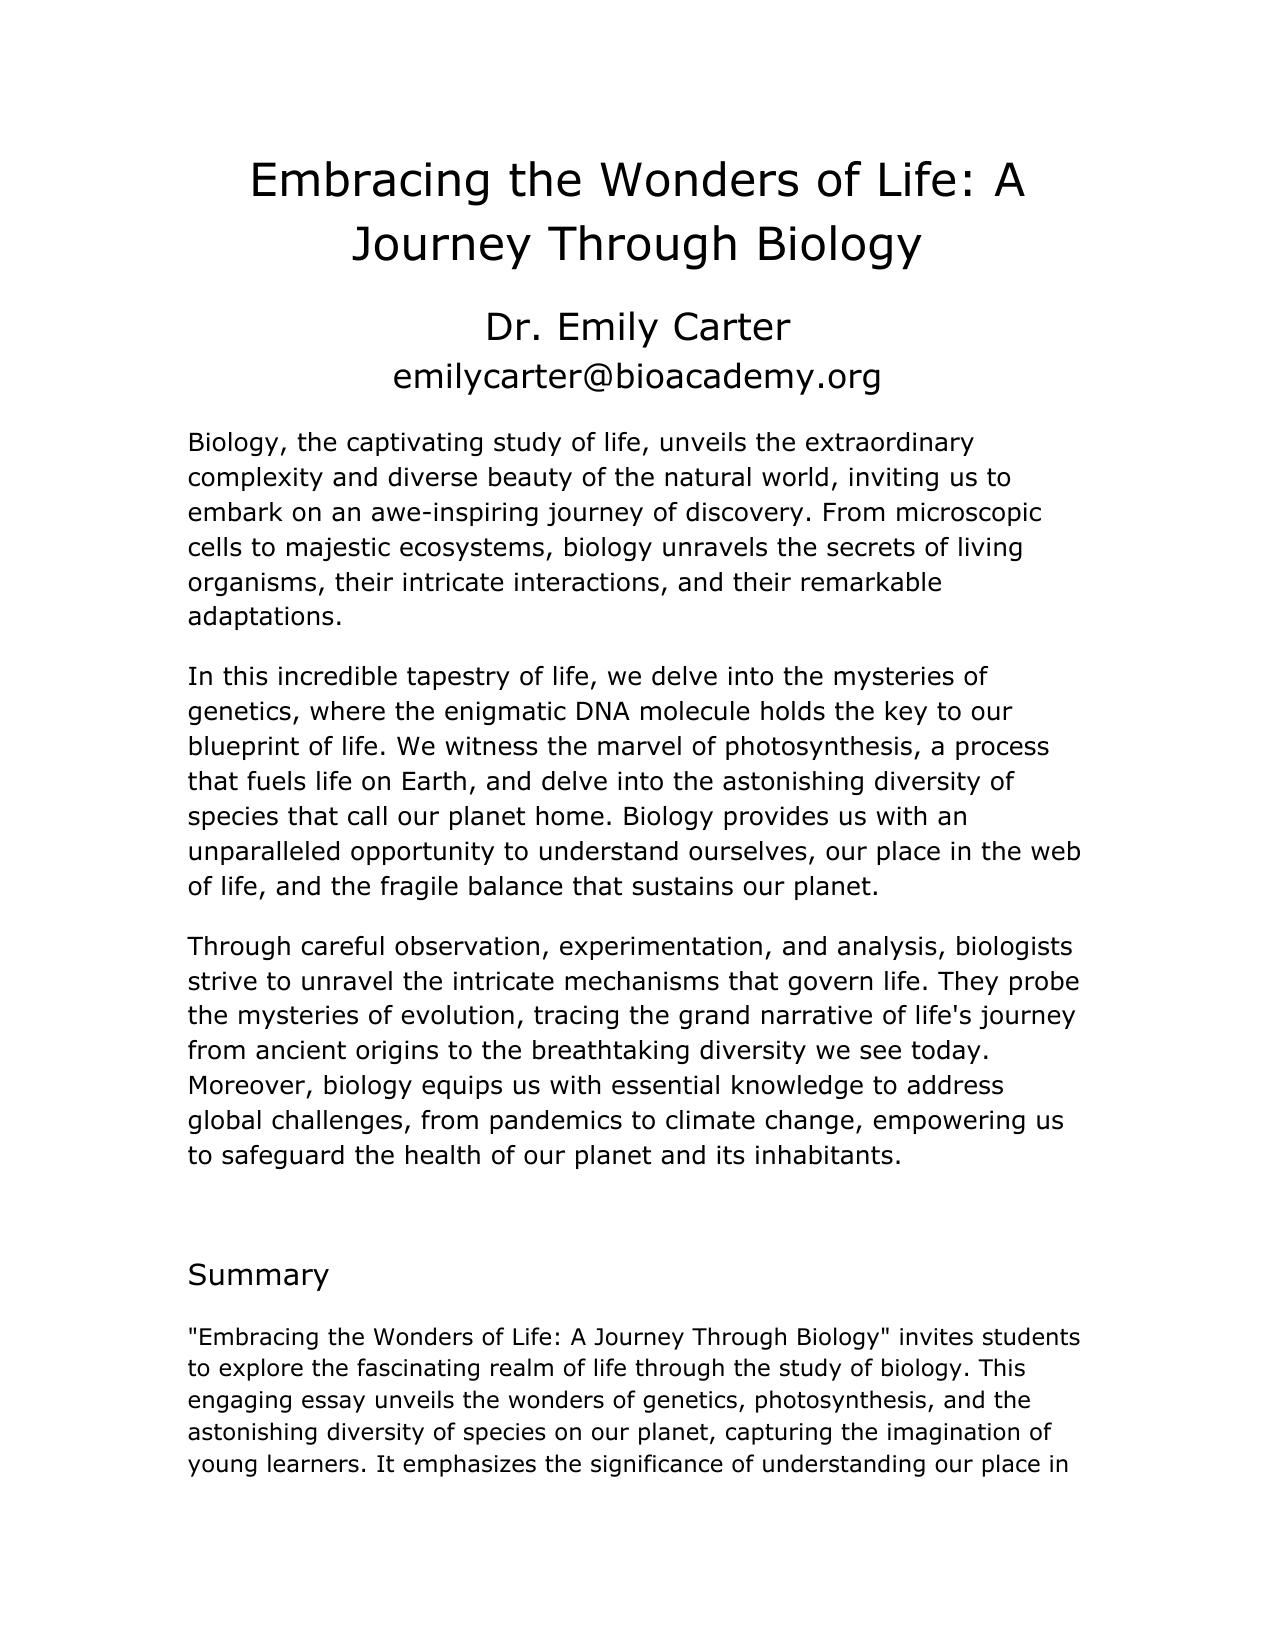 Embracing the Wonders of Life: A
Journey Through Biology
Dr. Emily Carter
emilycarter@bioacademy.org
Biology, the captivating study of life, unveils the extraordinary
complexity and diverse beauty of the natural world, inviting us to
embark on an awe-inspiring journey of discovery. From microscopic
cells to majestic ecosystems, biology unravels the secrets of living
organisms, their intricate interactions, and their remarkable
adaptations.
In this incredible tapestry of life, we delve into the mysteries of
genetics, where the enigmatic DNA molecule holds the key to our
blueprint of life. We witness the marvel of photosynthesis, a process
that fuels life on Earth, and delve into the astonishing diversity of
species that call our planet home. Biology provides us with an
unparalleled opportunity to understand ourselves, our place in the web
of life, and the fragile balance that sustains our planet.
Through careful observation, experimentation, and analysis, biologists
strive to unravel the intricate mechanisms that govern life. They probe
the mysteries of evolution, tracing the grand narrative of life's journey
from ancient origins to the breathtaking diversity we see today.
Moreover, biology equips us with essential knowledge to address
global challenges, from pandemics to climate change, empowering us
to safeguard the health of our planet and its inhabitants.
Summary
"Embracing the Wonders of Life: A Journey Through Biology" invites students
to explore the fascinating realm of life through the study of biology. This
engaging essay unveils the wonders of genetics, photosynthesis, and the
astonishing diversity of species on our planet, capturing the imagination of
young learners. It emphasizes the significance of understanding our place in